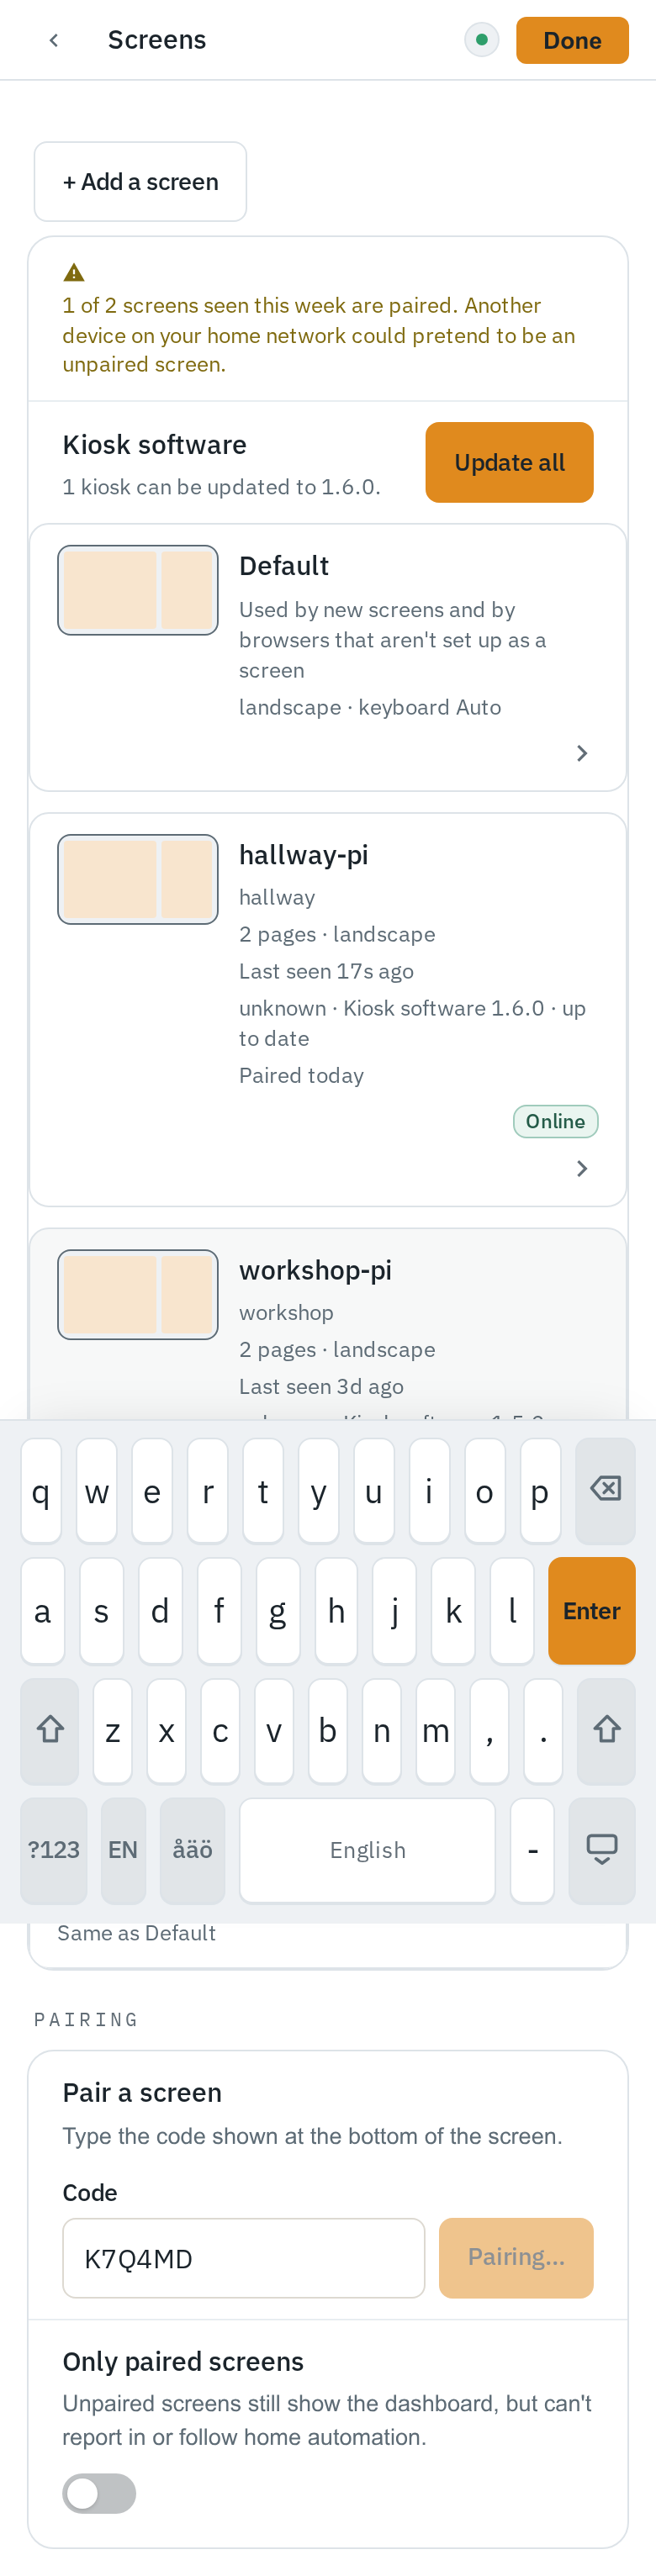 Screens
Done
+ Add a screen
1 of 2 screens seen this week are paired. Another
device on your home network could pretend to be an
unpaired screen.
Kiosk software
1 kiosk can be updated to 1.6.0.
Update all
Default
Used by new screens and by
browsers that aren't set up as a
screen
landscape · keyboard Auto
hallway-pi
hallway
2 pages · landscape
Last seen 17s ago
unknown · Kiosk software 1.6.0 · up
to date
Paired today
Online
workshop-pi
workshop
2 pages · landscape
Last seen 3d ago
q w e r t y u i o p
a s d f g h j k l Enter
z x c v b n m , .
?123 EN åäö English -
Same as Default
PAIRING
Pair a screen
Type the code shown at the bottom of the screen.
Code
K7Q4MD
Pairing...
Only paired screens
Unpaired screens still show the dashboard, but can't
report in or follow home automation.